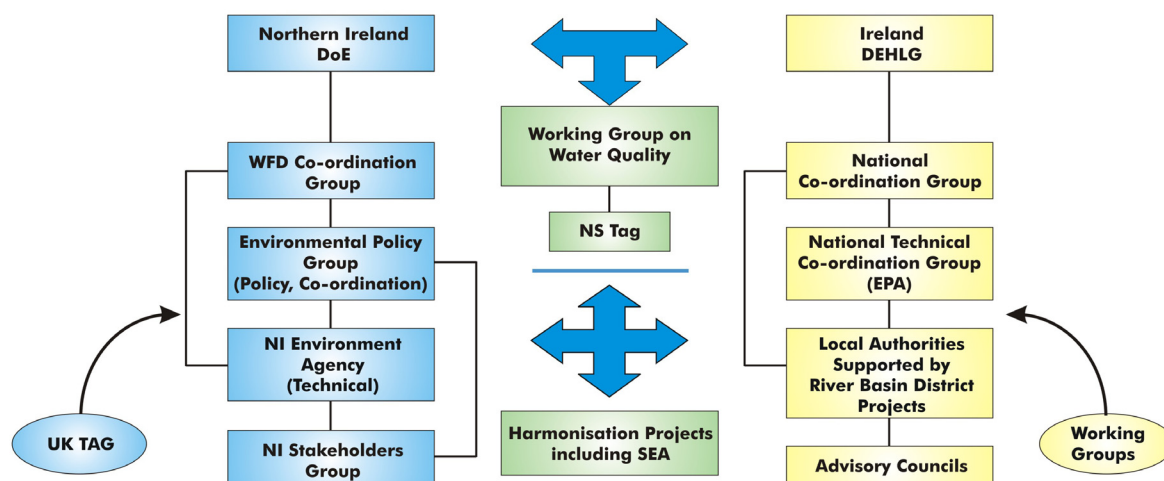 Northern Ireland
DoE
WFD Co-ordination
Group
Environmental Policy
Group
(Policy, Co-ordination)
NI Environment
Agency
(Technical)
NI Stakeholders
Group
UK TAG
Working Group on
Water Quality
NS Tag
Harmonisation Projects
including SEA
Ireland
DEHLG
National
Co-ordination Group
National Technical
Co-ordination Group
(EPA)
Local Authorities
Supported by
River Basin District
Projects
Advisory Councils
Working
Groups